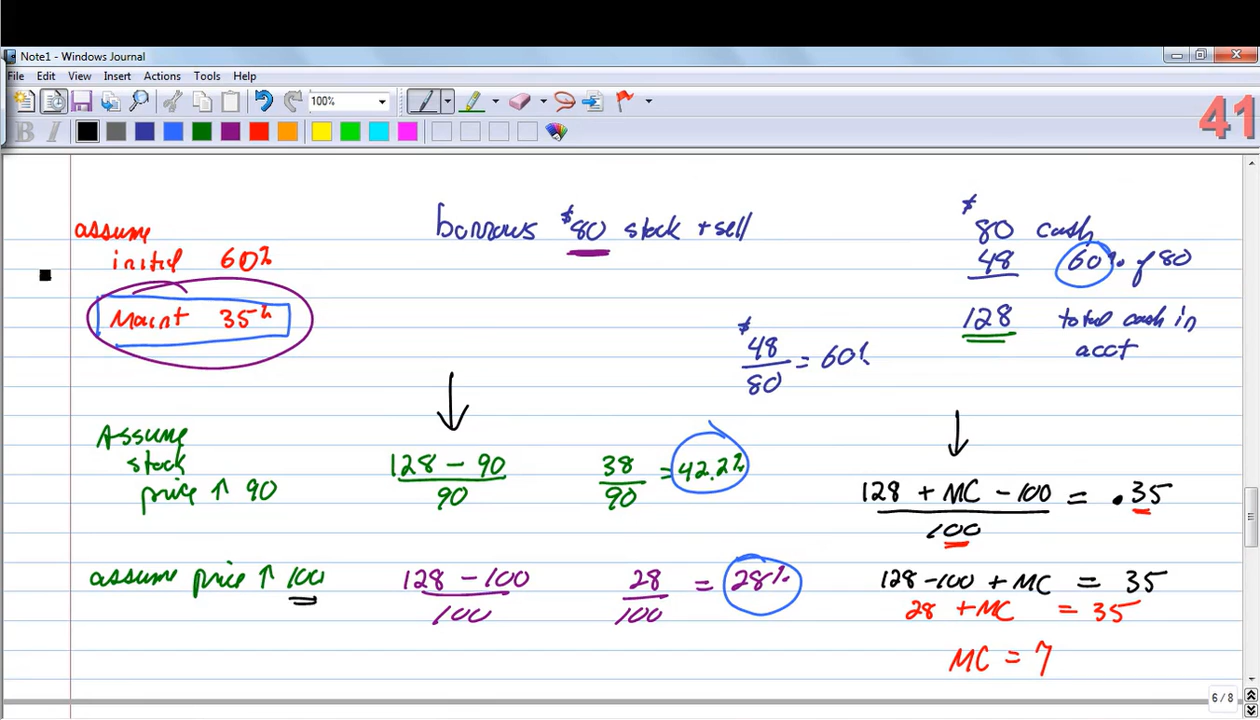 Note1 - Windows Journal
File Edit View Insert Actions Tools Help
100%
B I
41
assume
initial 60%
Maint 35%
borrows $80 stock + sell
$
80 cash
48 60% of 80
128 total cash in
acct
$48
80
= 60%
Assume
stock
price ↑ 90
128 - 90
90
38
90
= 42.2%
128 + MC - 100
100
= .35
assume price ↑ 100
128 - 100
100
28
100
= 28%
128-100 + MC = 35
28 + MC = 35
MC = 7
6 / 8